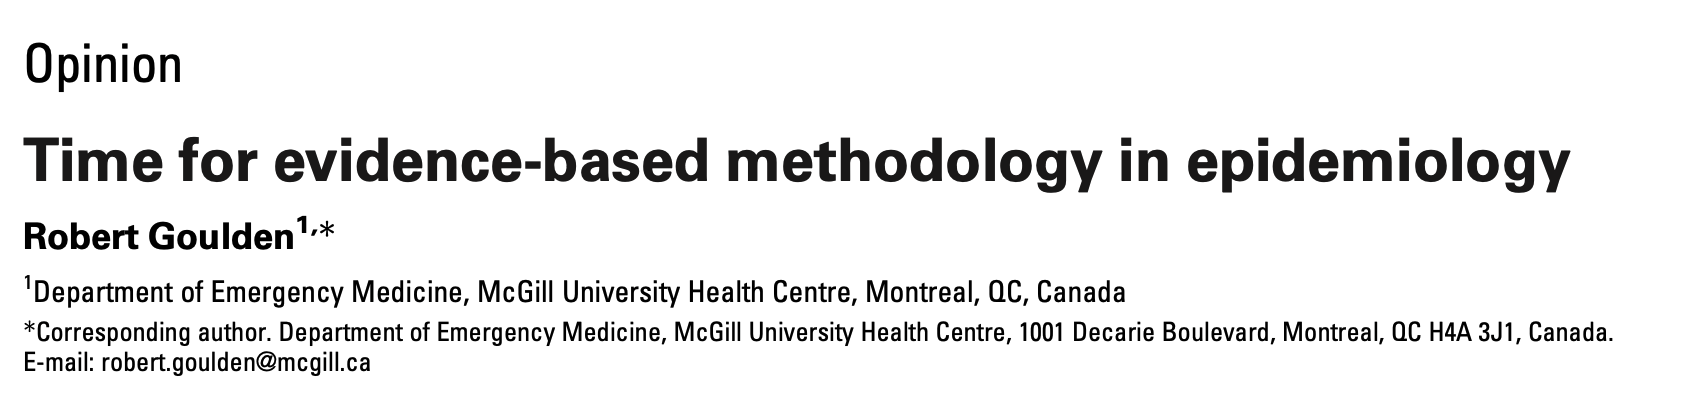 Opinion
Time for evidence-based methodology in epidemiology
Robert Goulden1,*
1Department of Emergency Medicine, McGill University Health Centre, Montreal, QC, Canada
*Corresponding author. Department of Emergency Medicine, McGill University Health Centre, 1001 Decarie Boulevard, Montreal, QC H4A 3J1, Canada.
E-mail: robert.goulden@mcgill.ca